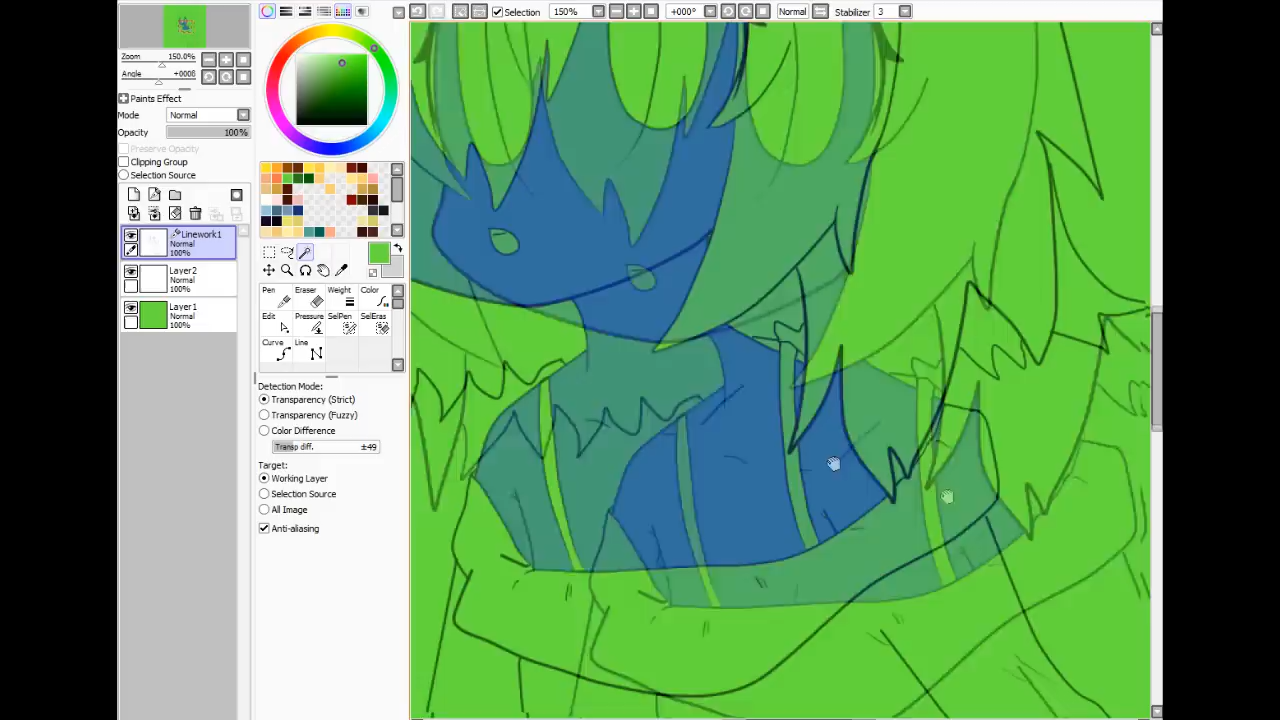 Selection 150% +000° Normal Stabilizer 3
Zoom 150.0%
Angle
Paints Effect
Mode Normal
Opacity 100%
Preserve Opacity
Clipping Group
Selection Source
Linework1
Normal
100%
Layer2
Normal
100%
Layer1
Normal
100%
Pen Eraser Weight Color
Edit Pressure SelPen SelEras
Curve Line
Detection Mode:
Transparency (Strict)
Transparency (Fuzzy)
Color Difference
Transp diff. ±49
Target:
Working Layer
Selection Source
All Image
Anti-aliasing